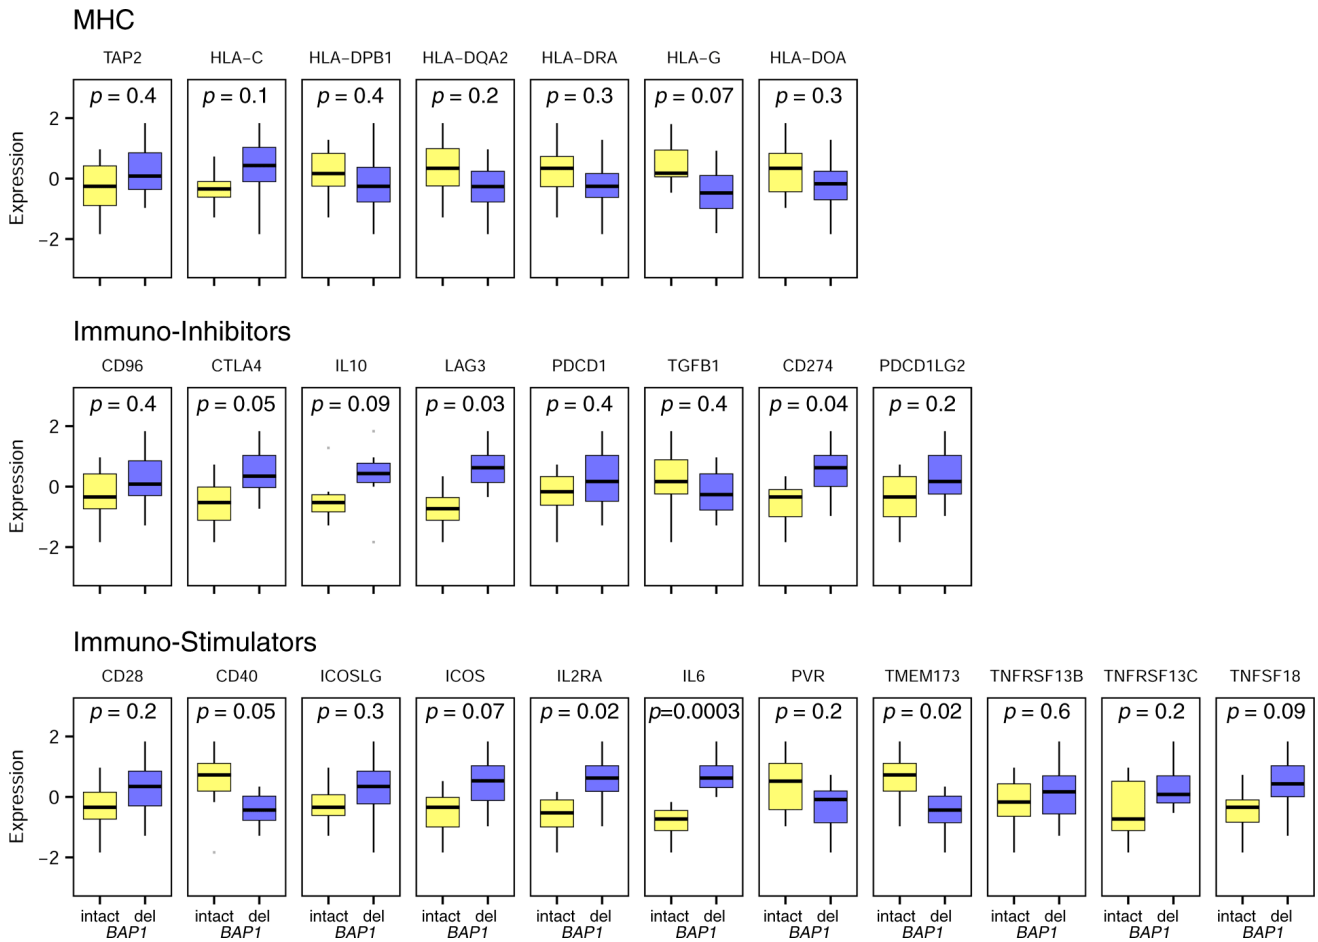 MHC
TAP2 HLA−C HLA−DPB1 HLA−DQA2 HLA−DRA HLA−G HLA−DOA
p = 0.4 p = 0.1 p = 0.4 p = 0.2 p = 0.3 p = 0.07 p = 0.3
2
0
−2
Expression
Immuno-Inhibitors
CD96 CTLA4 IL10 LAG3 PDCD1 TGFB1 CD274 PDCD1LG2
p = 0.4 p = 0.05 p = 0.09 p = 0.03 p = 0.4 p = 0.4 p = 0.04 p = 0.2
2
0
−2
Expression
Immuno-Stimulators
CD28 CD40 ICOSLG ICOS IL2RA IL6 PVR TMEM173 TNFRSF13B TNFRSF13C TNFSF18
p = 0.2 p = 0.05 p = 0.3 p = 0.07 p = 0.02 p=0.0003 p = 0.2 p = 0.02 p = 0.6 p = 0.2 p = 0.09
2
0
−2
Expression
intact del intact del intact del intact del intact del intact del intact del intact del intact del intact del intact del
BAP1 BAP1 BAP1 BAP1 BAP1 BAP1 BAP1 BAP1 BAP1 BAP1 BAP1